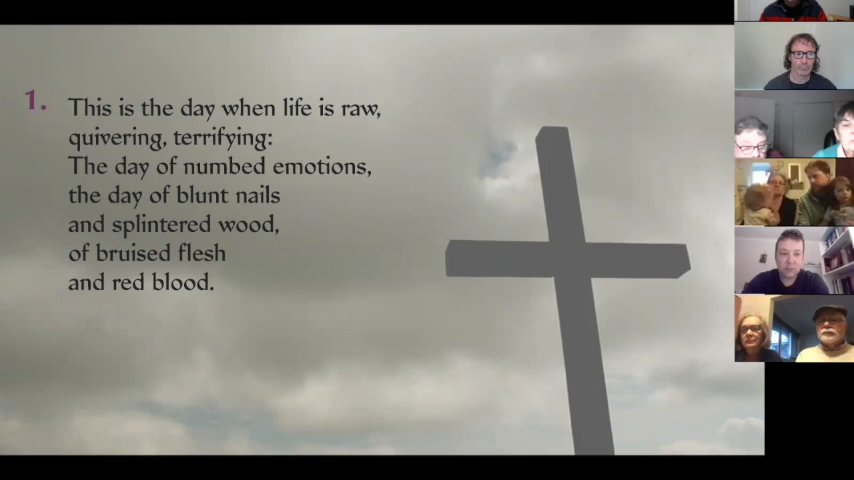 1. This is the day when life is raw,
quivering, terrifying:
The day of numbed emotions,
the day of blunt nails
and splintered wood,
of bruised flesh
and red blood.